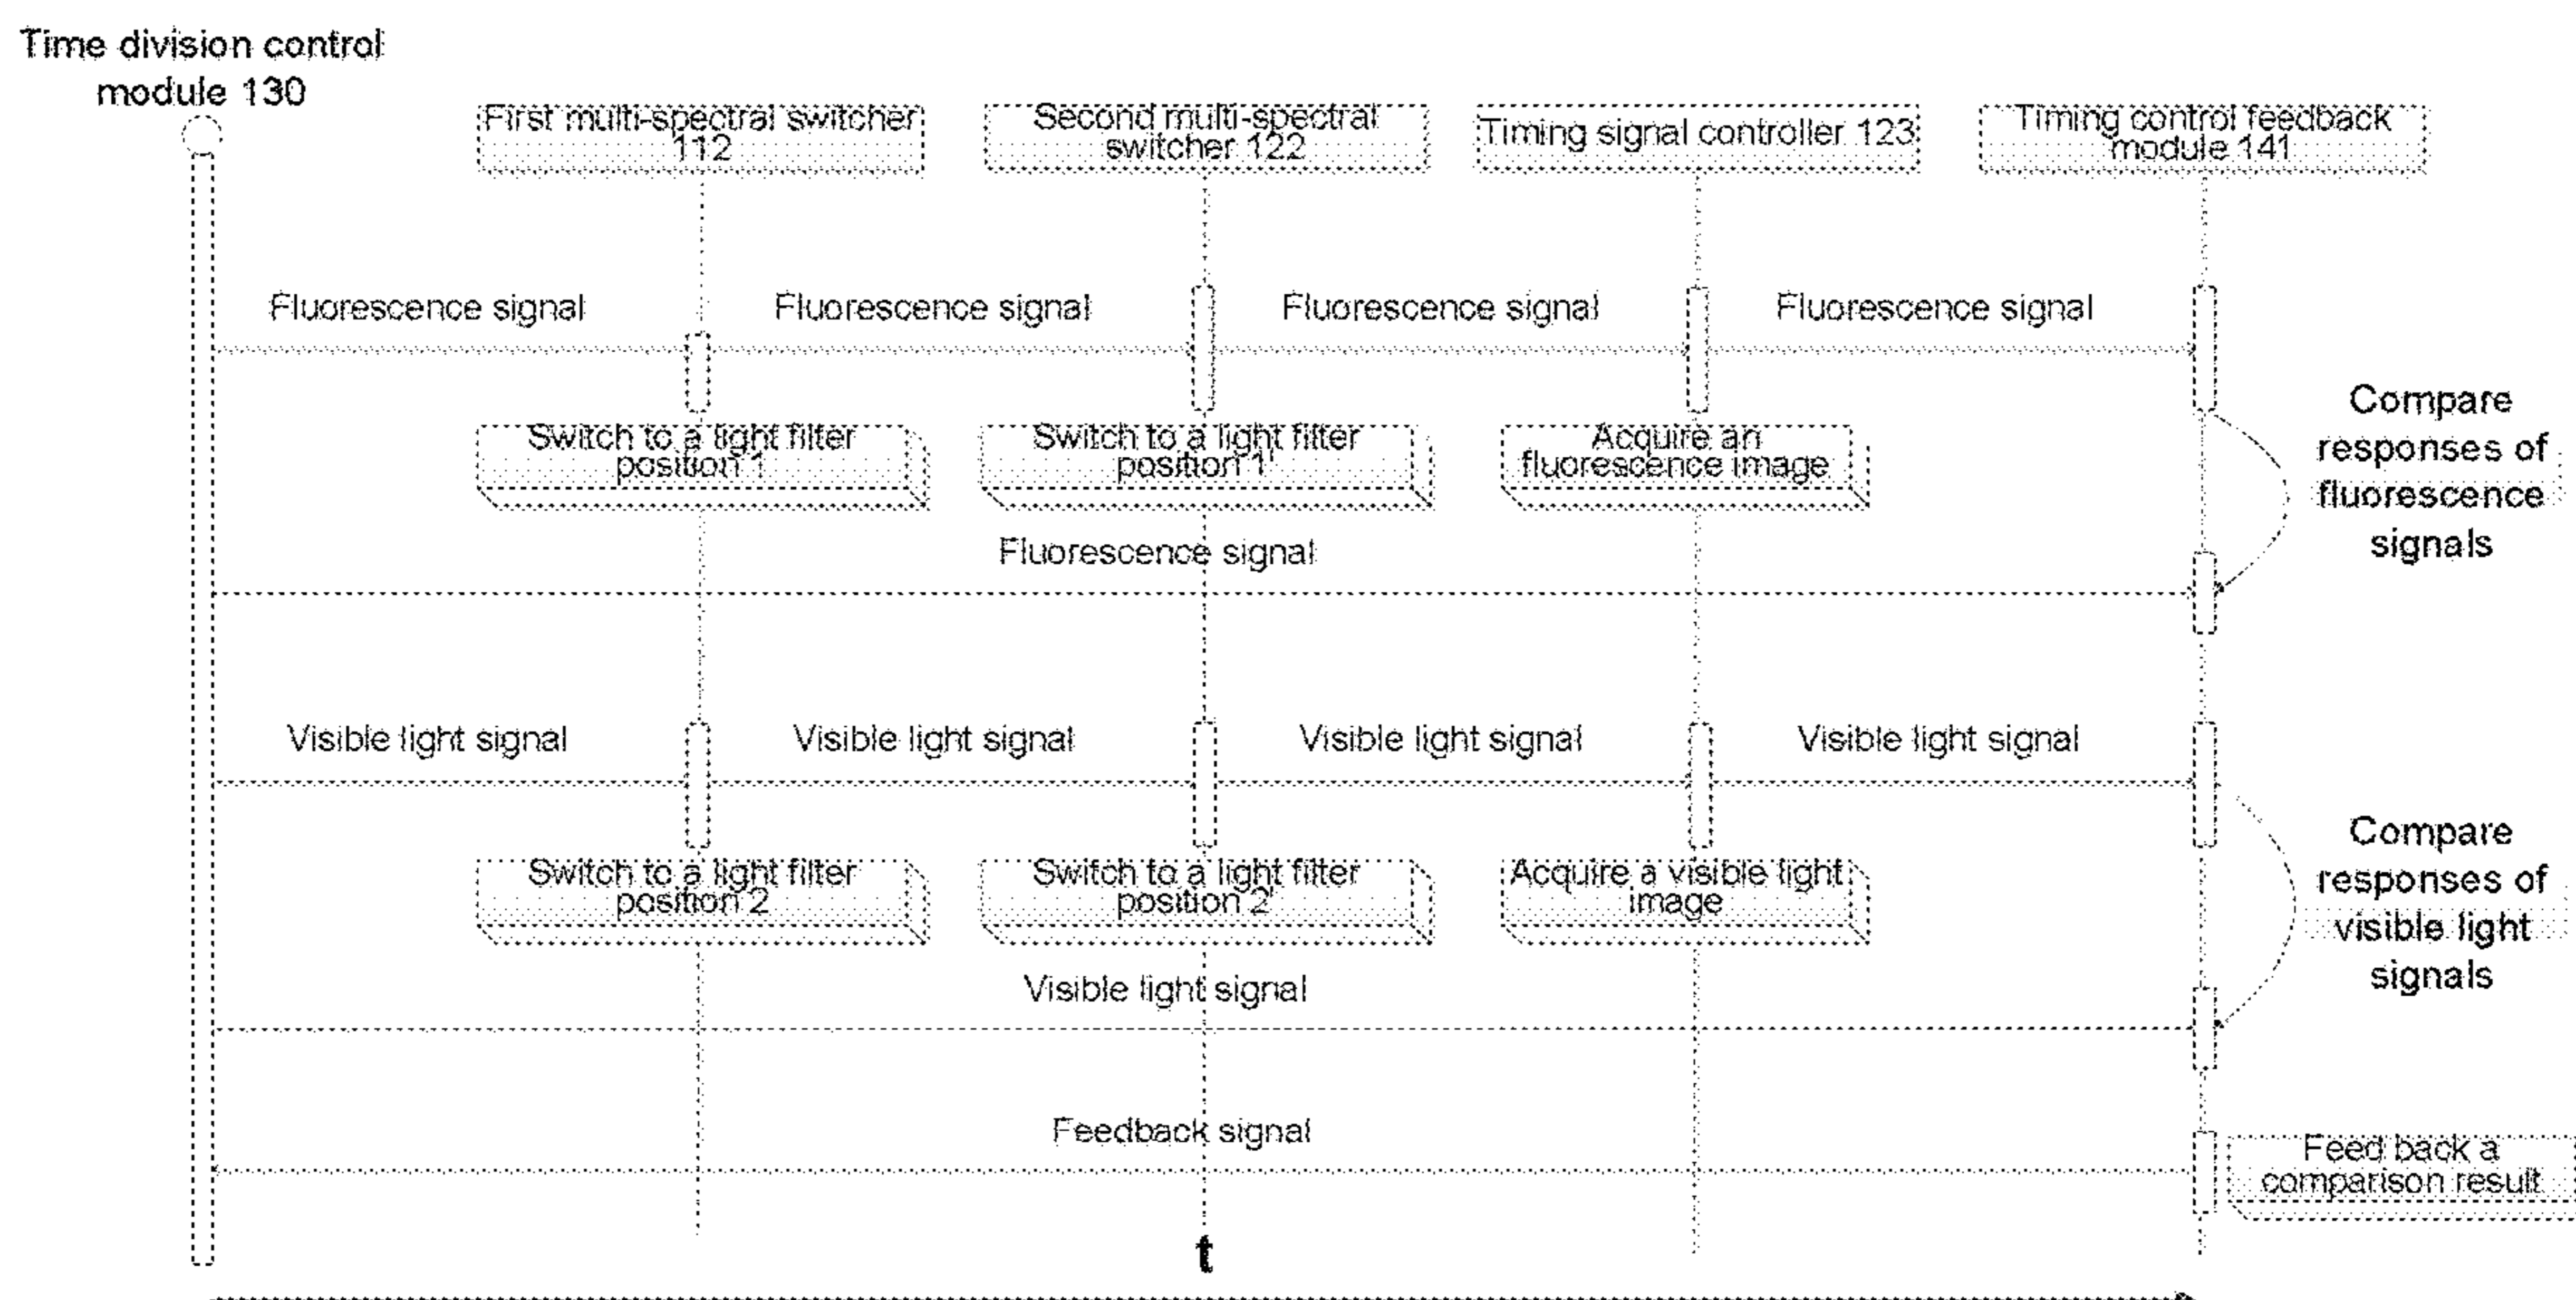 Time division control
module 130
First multi-spectral switcher
112
Second multi-spectral
switcher 122
Timing signal controller 123
Timing control feedback
module 141
Fluorescence signal
Fluorescence signal
Fluorescence signal
Fluorescence signal
Switch to a light filter
position 1
Switch to a light filter
position 1'
Acquire an
fluorescence image
Compare
responses of
fluorescence
signals
Fluorescence signal
Visible light signal
Visible light signal
Visible light signal
Visible light signal
Switch to a light filter
position 2
Switch to a light filter
position 2'
Acquire a visible light
image
Compare
responses of
visible light
signals
Visible light signal
Feedback signal
Feed back a
comparison result
t